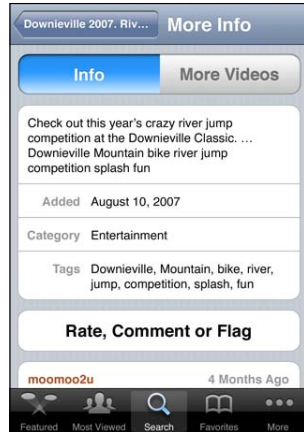 Downieville 2007. Riv...
More Info
Info
More Videos
Check out this year's crazy river jump
competition at the Downieville Classic. ...
Downieville Mountain bike river jump
competition splash fun
Added August 10, 2007
Category Entertainment
Tags Downieville, Mountain, bike, river,
jump, competition, splash, fun
Rate, Comment or Flag
moomoo2u 4 Months Ago
Featured Most Viewed Search Favorites More